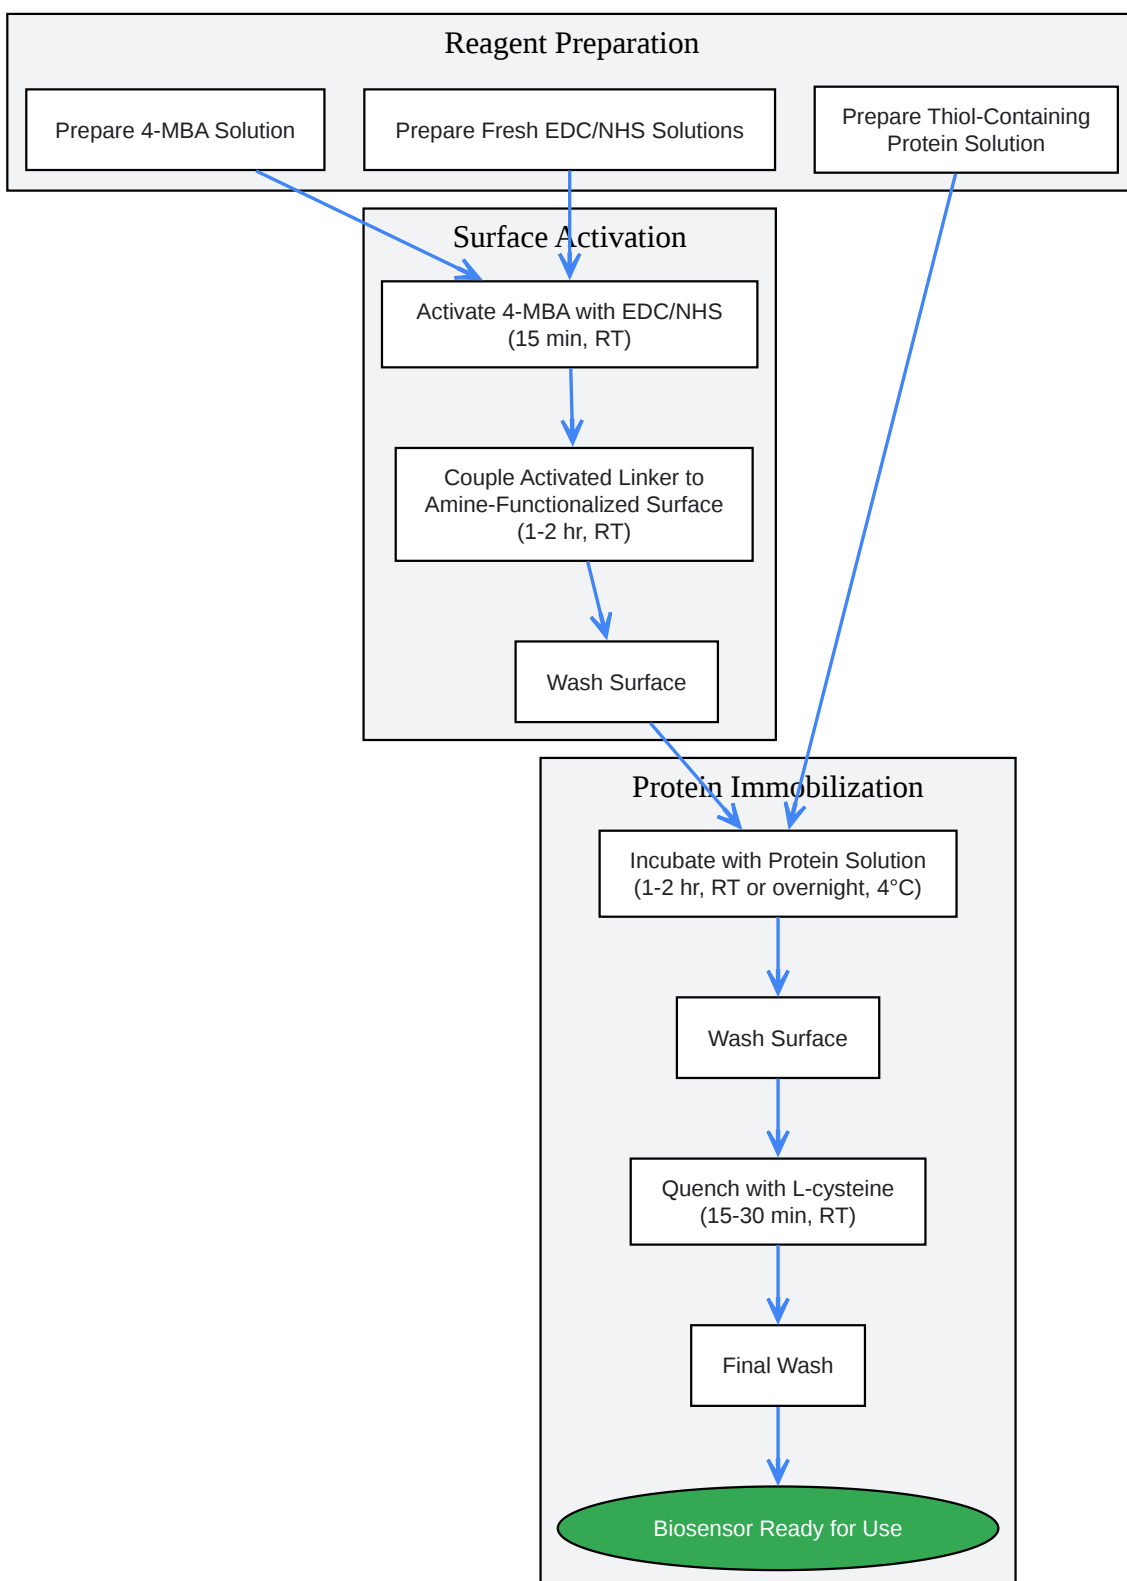 Reagent Preparation
Prepare 4-MBA Solution
Prepare Fresh EDC/NHS Solutions
Prepare Thiol-Containing
Protein Solution
Surface Activation
Activate 4-MBA with EDC/NHS
(15 min, RT)
Couple Activated Linker to
Amine-Functionalized Surface
(1-2 hr, RT)
Wash Surface
Protein Immobilization
Incubate with Protein Solution
(1-2 hr, RT or overnight, 4°C)
Wash Surface
Quench with L-cysteine
(15-30 min, RT)
Final Wash
Biosensor Ready for Use